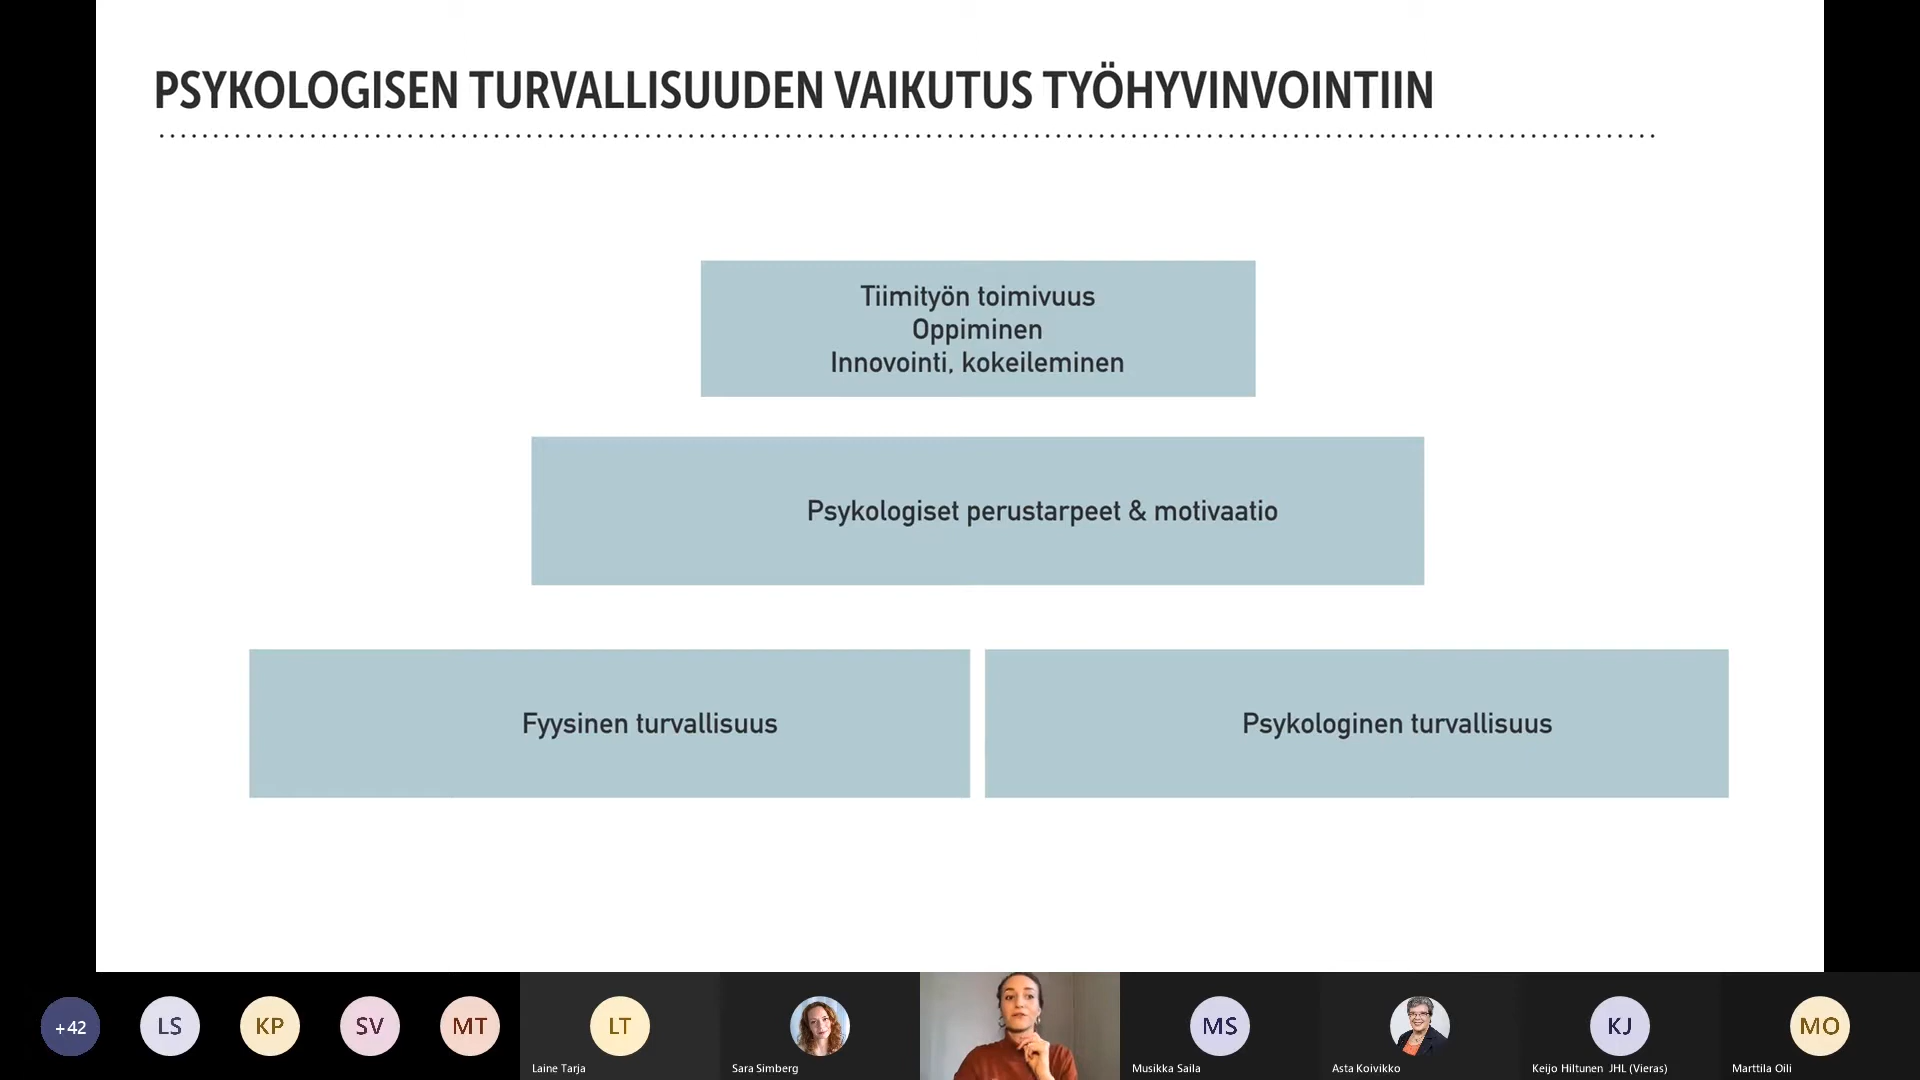 PSYKOLOGISEN TURVALLISUUDEN VAIKUTUS TYÖHYVINVOINTIIN
Tiimityön toimivuus
Oppiminen
Innovointi, kokeileminen
Psykologiset perustarpeet & motivaatio
Fyysinen turvallisuus
Psykologinen turvallisuus
+42
LS
KP
SV
MT
LT
MS
KJ
MO
Laine Tarja
Sara Simberg
Musikka Saila
Asta Koivikko
Keijo Hiltunen JHL (Vieras)
Marttila Oili